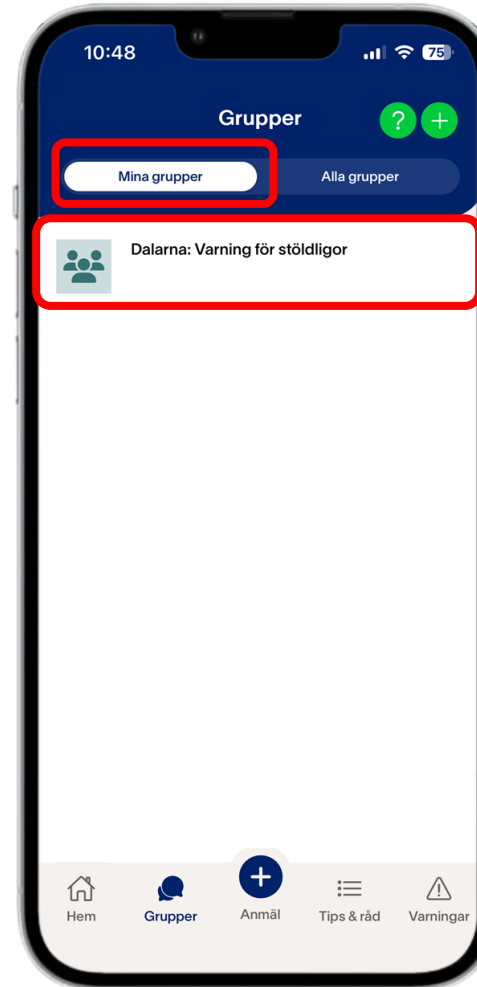 10:48
75
Grupper
?
+
Mina grupper
Alla grupper
Dalarna: Varning för stöldligor
Hem
Grupper
Anmäl
Tips & råd
Varningar